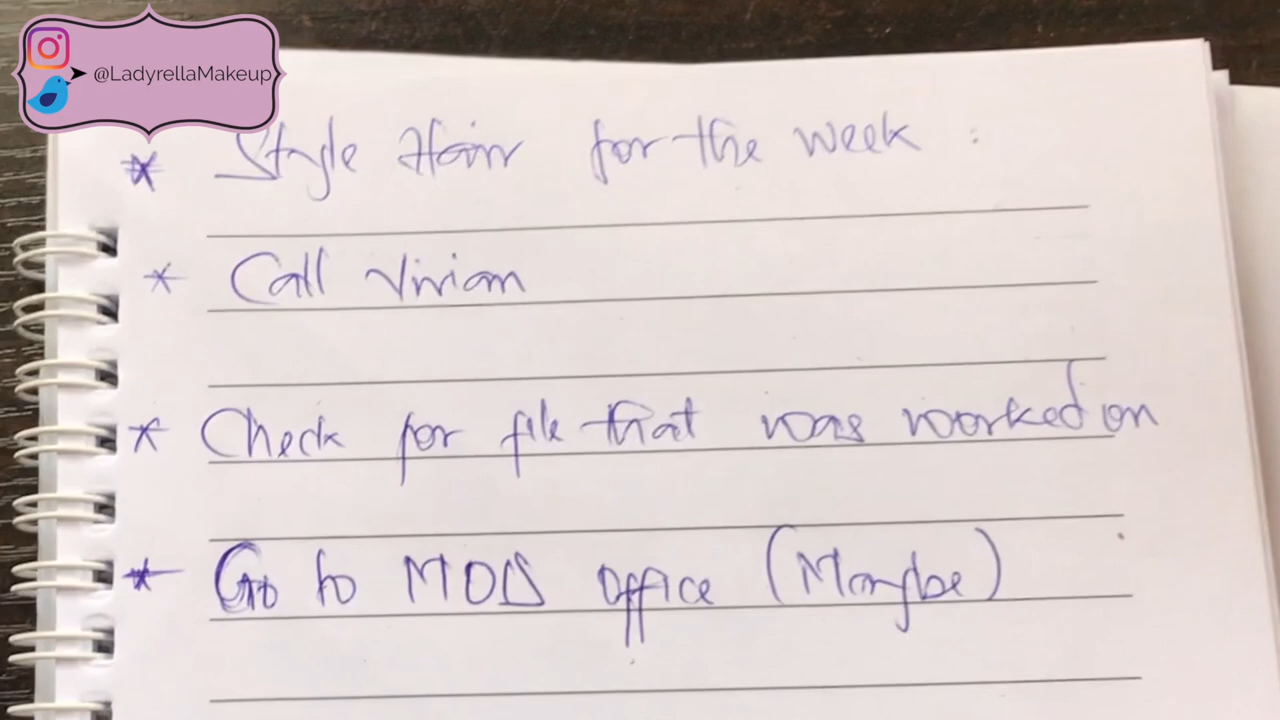 @LadyrellaMakeup
* Style Hair for the week :
* Call Vivian
* Check for file that was worked on
* Go to office (Maybe)